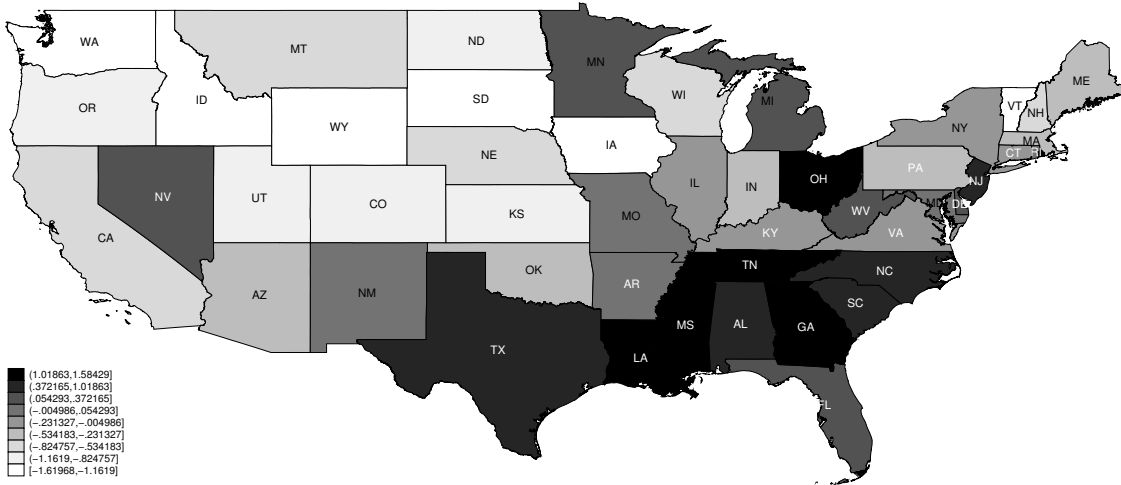 WA
MT
ND
MN
OR
ID
SD
WI
MI
ME
VT
NH
WY
NY
MA
CT
RI
IA
NE
NV
UT
CO
KS
MO
IL
IN
OH
PA
NJ
MD
DE
WV
VA
KY
CA
AZ
NM
OK
AR
TN
NC
SC
MS
AL
GA
TX
LA
FL
(1.01863,1.58429]
(.372165,1.01863]
(.054293,.372165]
(−.004986,.054293]
(−.231327,−.004986]
(−.534183,−.231327]
(−.824757,−.534183]
(−1.1619,−.824757]
[−1.61968,−1.1619]